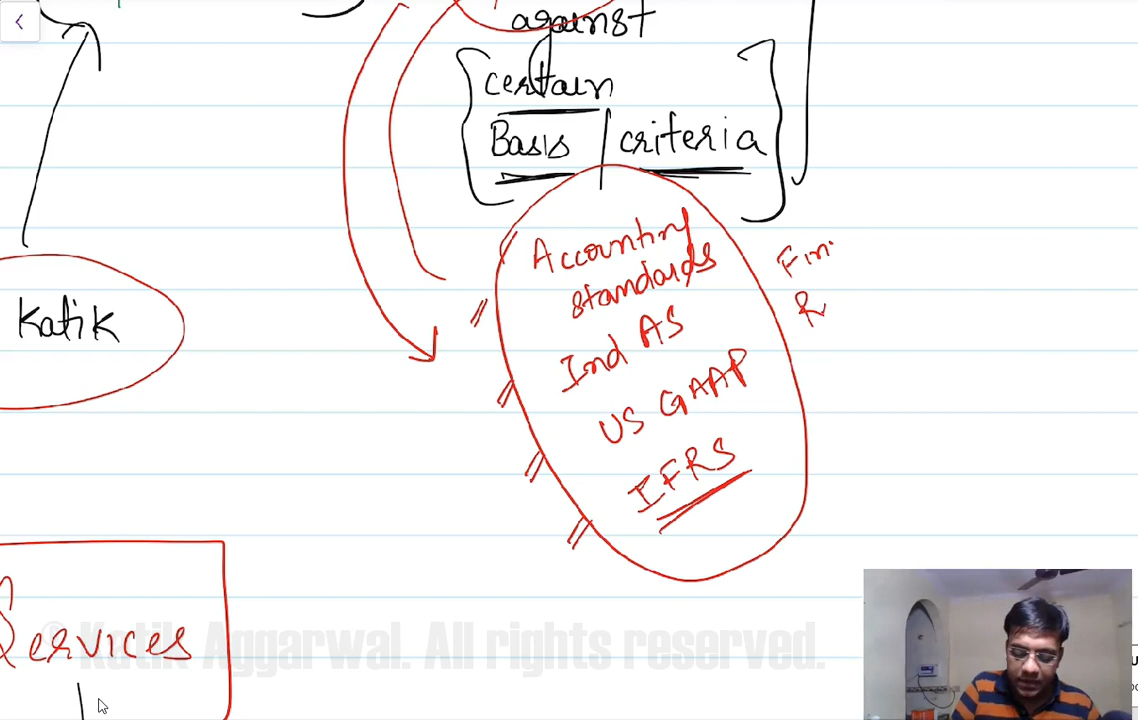 against
certain
Basis | criteria
Accounting
standards
Fin
R
Ind AS
Katik
US GAAP
IFRS
Services
© Katik Aggarwal. All rights reserved.